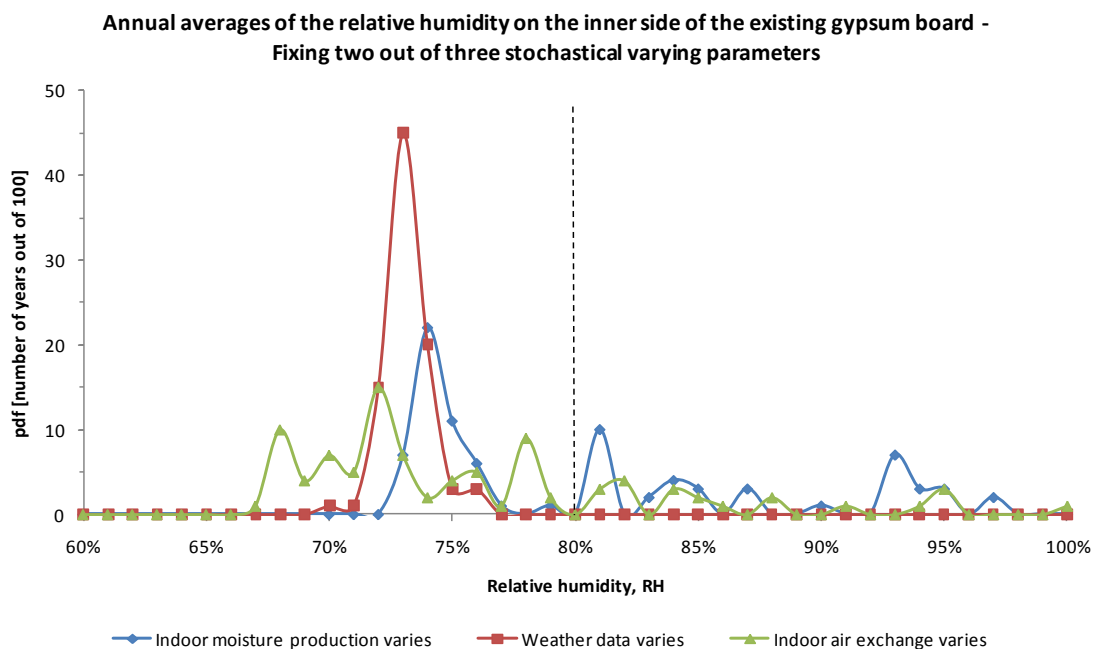 Annual averages of the relative humidity on the inner side of the existing gypsum board -
Fixing two out of three stochastical varying parameters
50
40
30
20
10
0
pdf [number of years out of 100]
60% 65% 70% 75% 80% 85% 90% 95% 100%
Relative humidity, RH
Indoor moisture production varies Weather data varies Indoor air exchange varies